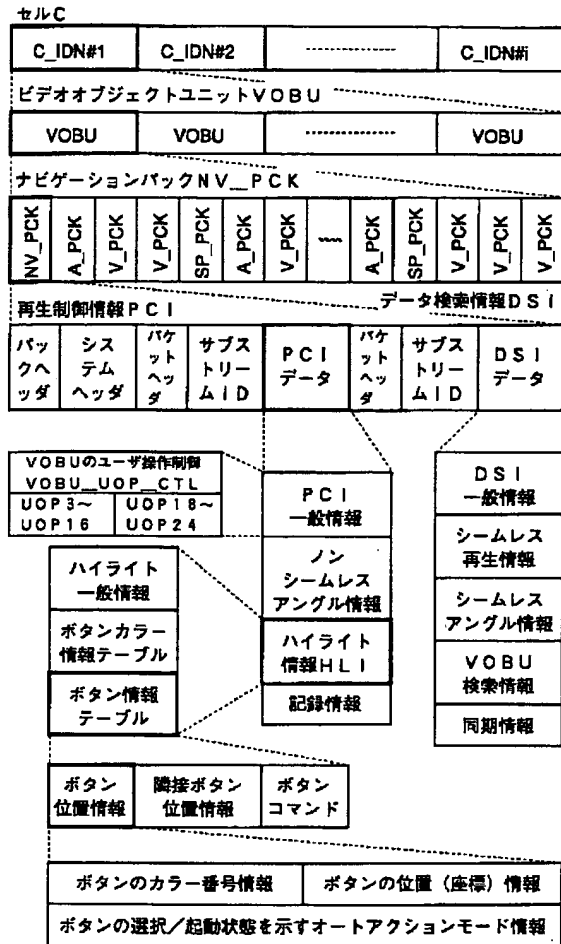 セルC
C_IDN#1 C_IDN#2 C_IDN#i
ビデオオブジェクトユニットVOBU
VOBU VOBU VOBU
ナビゲーションパックNV__PCK
NV_PCK A_PCK V_PCK V_PCK SP_PCK A_PCK V_PCK A_PCK SP_PCK V_PCK V_PCK V_PCK
再生制御情報PCI データ検索情報DSI
パックヘッダ システムヘッダ パケットヘッダ サブストリームID PCIデータ パケットヘッダ サブストリームID DSIデータ
VOBUのユーザ操作制御
VOBU__UOP__CTL
UOP3~ UOP18~
UOP16 UOP24
PCI
一般情報
ノン
シームレス
アングル情報
ハイライト
情報HLI
記録情報
DSI
一般情報
シームレス
再生情報
シームレス
アングル情報
VOBU
検索情報
同期情報
ハイライト
一般情報
ボタンカラー
情報テーブル
ボタン情報
テーブル
ボタン 隣接ボタン ボタン
位置情報 位置情報 コマンド
ボタンのカラー番号情報 ボタンの位置(座標)情報
ボタンの選択/起動状態を示すオートアクションモード情報